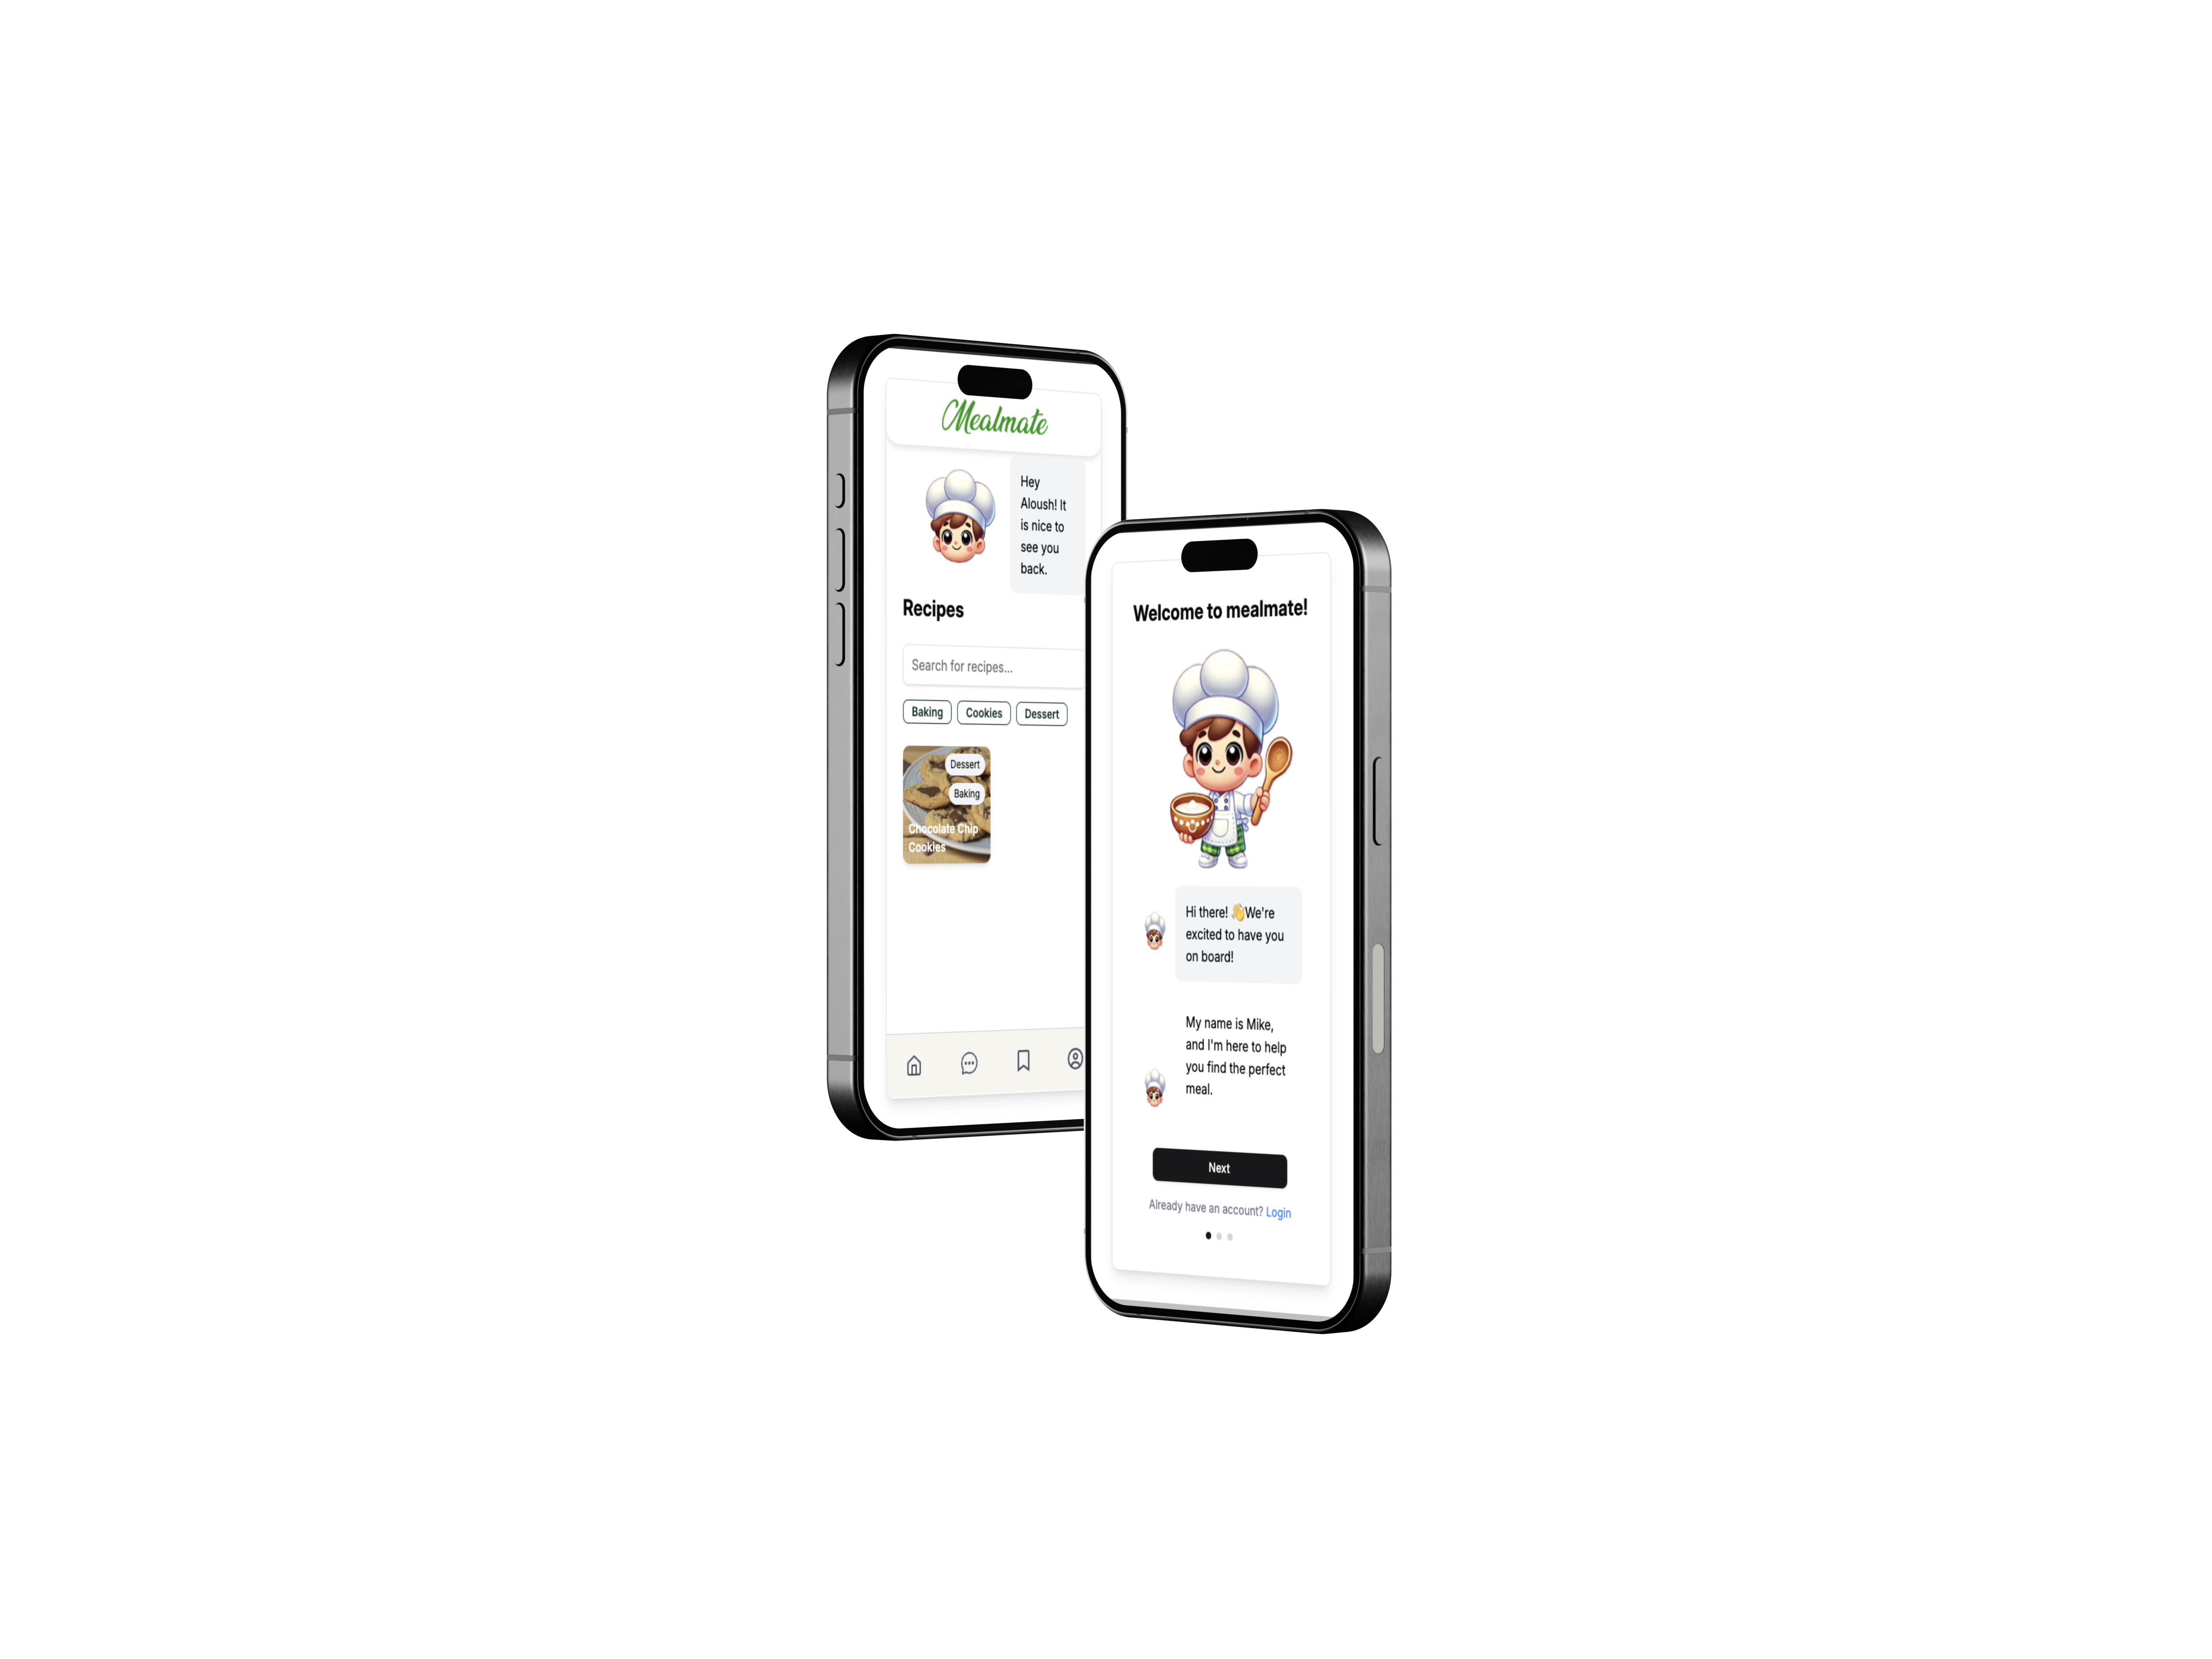 Mealmate
Hey
Aloush! It
is nice to
see you
back.
Recipes
Search for recipes...
Baking
Cookies
Dessert
Dessert
Baking
Chocolate Chip
Cookies
Welcome to mealmate!
Hi there! 👋We're
excited to have you
on board!
My name is Mike,
and I'm here to help
you find the perfect
meal.
Next
Already have an account? Login